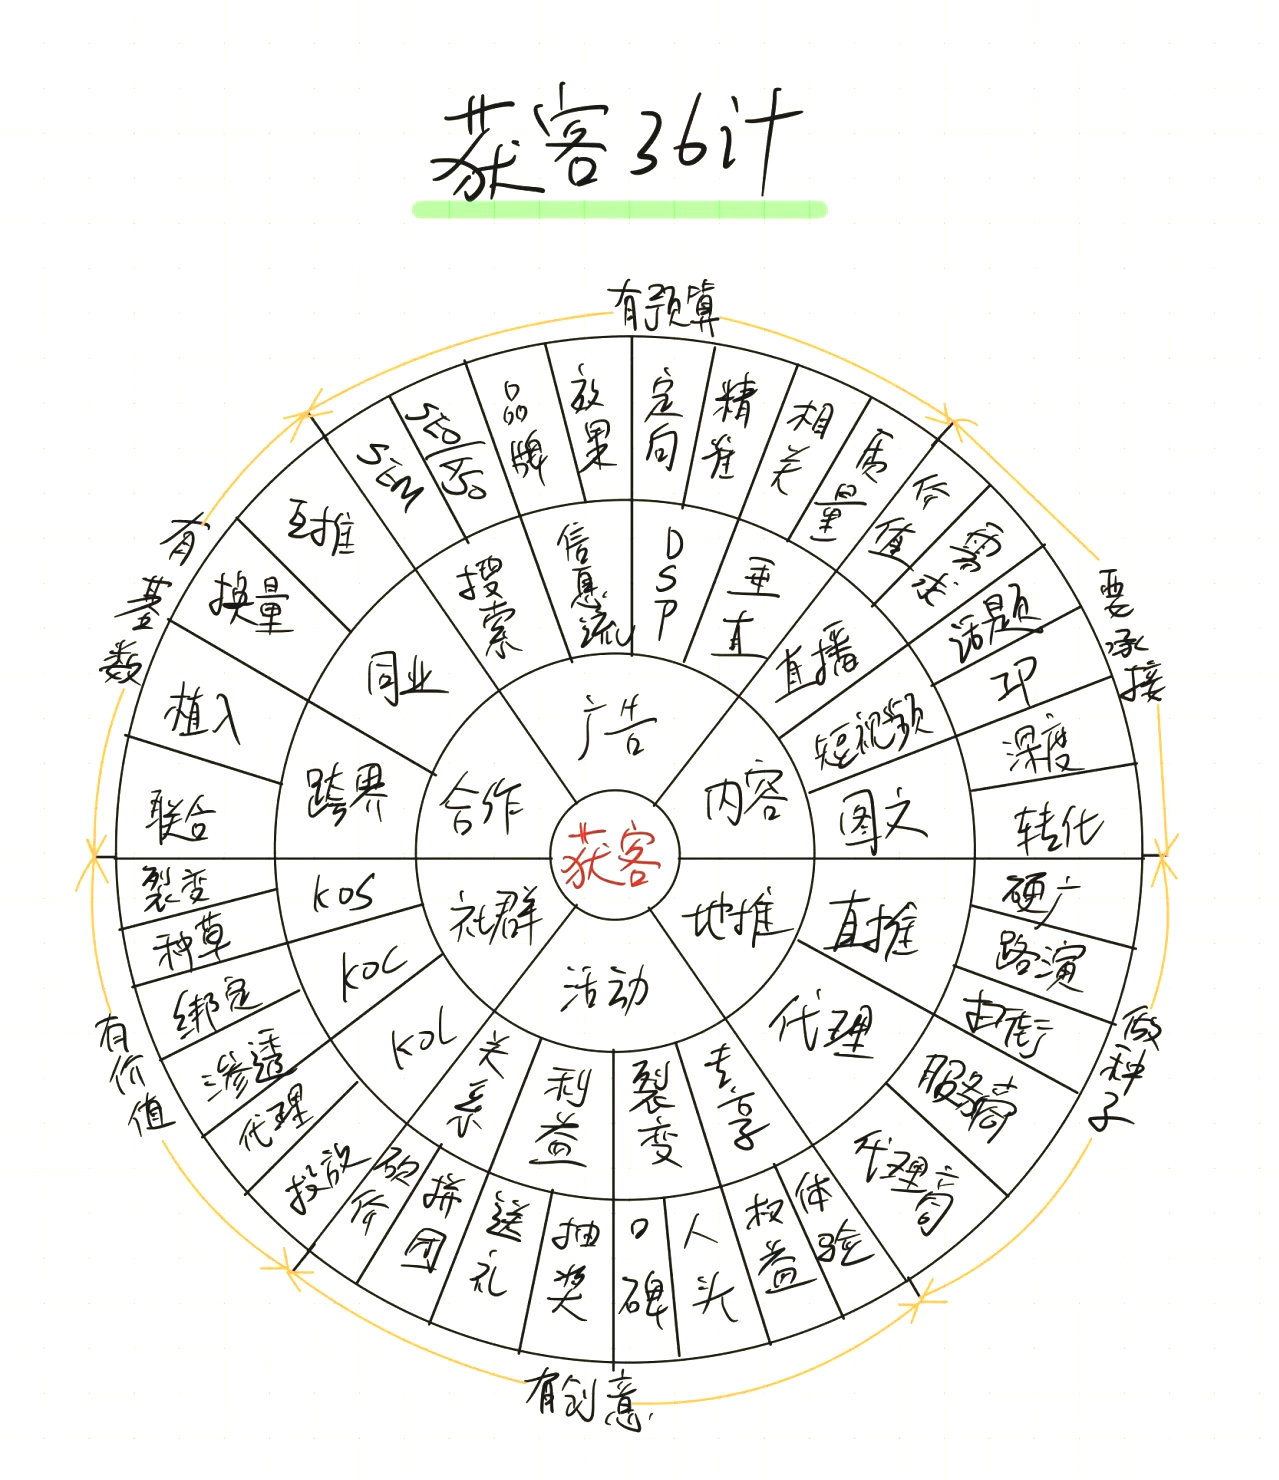 获客36计
有预算
要承接
做种子
有创意
有价值
有基数
获客
广告
内容
地推
活动
社群
合作
搜索
信息流
DSP
垂直
直播
短视频
图文
直推
代理
专享
裂变
利益
关系
KOL
KOC
KOS
跨界
同业
SEM
SEO/ASO
品牌
效果
定向
精准
相关
质量
价值
需求
话题
IP
深度
转化
硬广
路演
扫街
服务商
代理商
体验
权益
人头
口碑
抽奖
送礼
拼团
砍价
投放
代理
渗透
绑定
种草
裂变
联合
植入
换量
互推